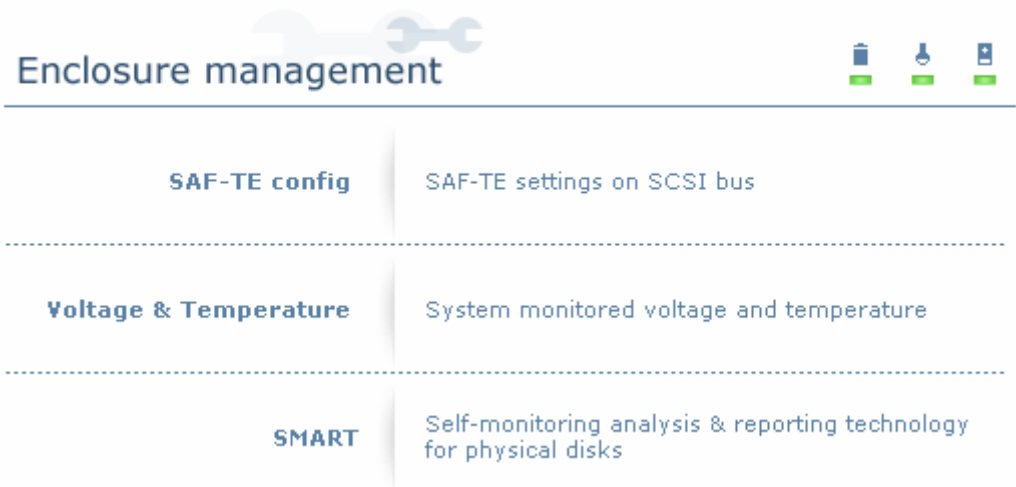 Enclosure management
SAF-TE config
SAF-TE settings on SCSI bus
Voltage & Temperature
System monitored voltage and temperature
SMART
Self-monitoring analysis & reporting technology
for physical disks